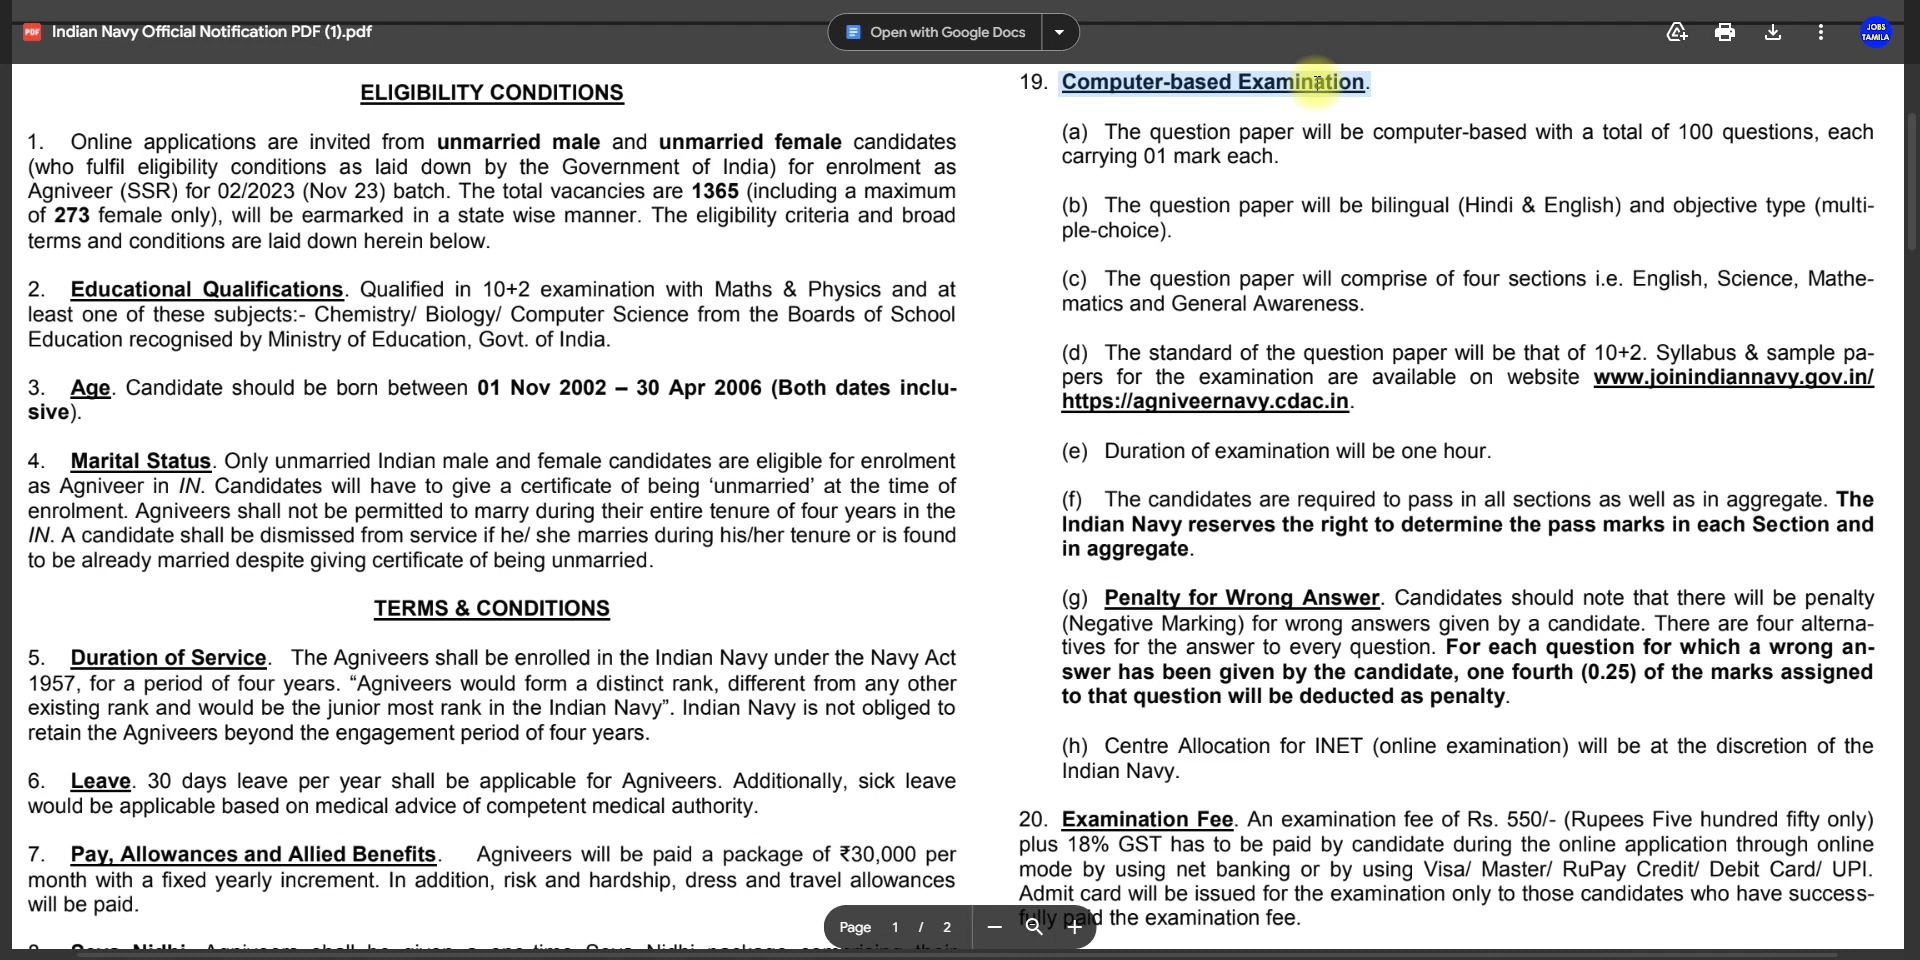 PDF Indian Navy Official Notification PDF (1).pdf
Open with Google Docs
JOBS
TAMILA
ELIGIBILITY CONDITIONS
1. Online applications are invited from unmarried male and unmarried female candidates
(who fulfil eligibility conditions as laid down by the Government of India) for enrolment as
Agniveer (SSR) for 02/2023 (Nov 23) batch. The total vacancies are 1365 (including a maximum
of 273 female only), will be earmarked in a state wise manner. The eligibility criteria and broad
terms and conditions are laid down herein below.
2. Educational Qualifications. Qualified in 10+2 examination with Maths & Physics and at
least one of these subjects:- Chemistry/ Biology/ Computer Science from the Boards of School
Education recognised by Ministry of Education, Govt. of India.
3. Age. Candidate should be born between 01 Nov 2002 – 30 Apr 2006 (Both dates inclu-
sive).
4. Marital Status. Only unmarried Indian male and female candidates are eligible for enrolment
as Agniveer in IN. Candidates will have to give a certificate of being ‘unmarried’ at the time of
enrolment. Agniveers shall not be permitted to marry during their entire tenure of four years in the
IN. A candidate shall be dismissed from service if he/ she marries during his/her tenure or is found
to be already married despite giving certificate of being unmarried.
TERMS & CONDITIONS
5. Duration of Service. The Agniveers shall be enrolled in the Indian Navy under the Navy Act
1957, for a period of four years. “Agniveers would form a distinct rank, different from any other
existing rank and would be the junior most rank in the Indian Navy”. Indian Navy is not obliged to
retain the Agniveers beyond the engagement period of four years.
6. Leave. 30 days leave per year shall be applicable for Agniveers. Additionally, sick leave
would be applicable based on medical advice of competent medical authority.
7. Pay, Allowances and Allied Benefits. Agniveers will be paid a package of ₹30,000 per
month with a fixed yearly increment. In addition, risk and hardship, dress and travel allowances
will be paid.
8. Seva Nidhi. Agniveers shall be given a one-time Seva Nidhi package comprising their
19. Computer-based Examination.
(a) The question paper will be computer-based with a total of 100 questions, each
carrying 01 mark each.
(b) The question paper will be bilingual (Hindi & English) and objective type (multi-
ple-choice).
(c) The question paper will comprise of four sections i.e. English, Science, Mathe-
matics and General Awareness.
(d) The standard of the question paper will be that of 10+2. Syllabus & sample pa-
pers for the examination are available on website www.joinindiannavy.gov.in/
https://agniveernavy.cdac.in.
(e) Duration of examination will be one hour.
(f) The candidates are required to pass in all sections as well as in aggregate. The
Indian Navy reserves the right to determine the pass marks in each Section and
in aggregate.
(g) Penalty for Wrong Answer. Candidates should note that there will be penalty
(Negative Marking) for wrong answers given by a candidate. There are four alterna-
tives for the answer to every question. For each question for which a wrong an-
swer has been given by the candidate, one fourth (0.25) of the marks assigned
to that question will be deducted as penalty.
(h) Centre Allocation for INET (online examination) will be at the discretion of the
Indian Navy.
20. Examination Fee. An examination fee of Rs. 550/- (Rupees Five hundred fifty only)
plus 18% GST has to be paid by candidate during the online application through online
mode by using net banking or by using Visa/ Master/ RuPay Credit/ Debit Card/ UPI.
Admit card will be issued for the examination only to those candidates who have success-
fully paid the examination fee.
Page 1 / 2